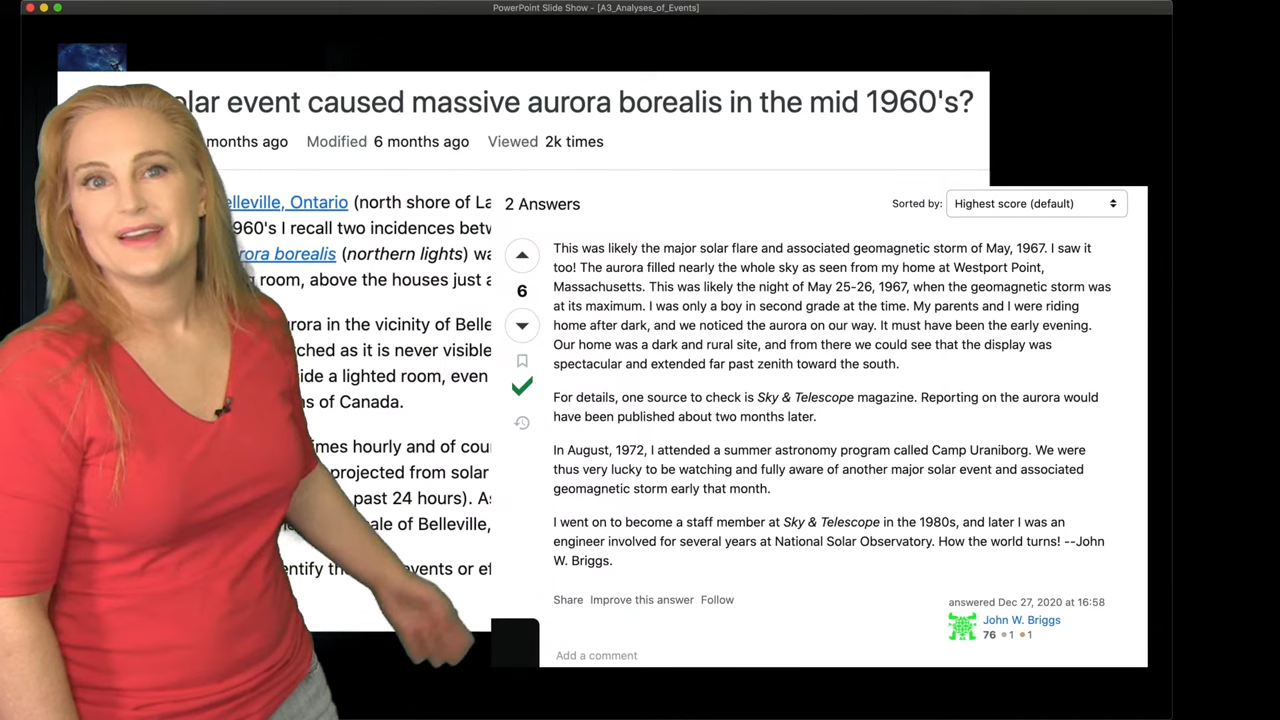 PowerPoint Slide Show - [A3_Analyses_of_Events]
olar event caused massive aurora borealis in the mid 1960's?
months ago Modified 6 months ago Viewed 2k times
elleville, Ontario (north shore of La
960's I recall two incidences betw
rora borealis (northern lights) wa
g room, above the houses just a
urora in the vicinity of Belle
tched as it is never visible
ide a lighted room, even
ns of Canada.
imes hourly and of cour
projected from solar
past 24 hours). As
ale of Belleville,
entify the events or ef
2 Answers
Sorted by: Highest score (default)
6
This was likely the major solar flare and associated geomagnetic storm of May, 1967. I saw it
too! The aurora filled nearly the whole sky as seen from my home at Westport Point,
Massachusetts. This was likely the night of May 25-26, 1967, when the geomagnetic storm was
at its maximum. I was only a boy in second grade at the time. My parents and I were riding
home after dark, and we noticed the aurora on our way. It must have been the early evening.
Our home was a dark and rural site, and from there we could see that the display was
spectacular and extended far past zenith toward the south.
For details, one source to check is Sky & Telescope magazine. Reporting on the aurora would
have been published about two months later.
In August, 1972, I attended a summer astronomy program called Camp Uraniborg. We were
thus very lucky to be watching and fully aware of another major solar event and associated
geomagnetic storm early that month.
I went on to become a staff member at Sky & Telescope in the 1980s, and later I was an
engineer involved for several years at National Solar Observatory. How the world turns! --John
W. Briggs.
Share Improve this answer Follow
answered Dec 27, 2020 at 16:58
John W. Briggs
76 1 1
Add a comment